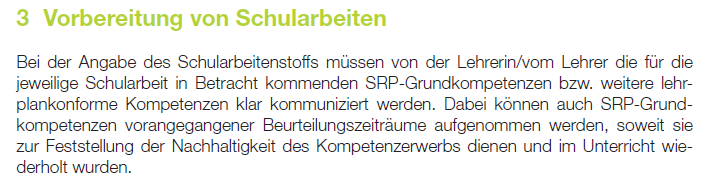 3 Vorbereitung von Schularbeiten
Bei der Angabe des Schularbeitenstoffs müssen von der Lehrerin/vom Lehrer die für die
jeweilige Schularbeit in Betracht kommenden SRP-Grundkompetenzen bzw. weitere lehr-
plankonforme Kompetenzen klar kommuniziert werden. Dabei können auch SRP-Grund-
kompetenzen vorangegangener Beurteilungszeiträume aufgenommen werden, soweit sie
zur Feststellung der Nachhaltigkeit des Kompetenzerwerbs dienen und im Unterricht wie-
derholt wurden.